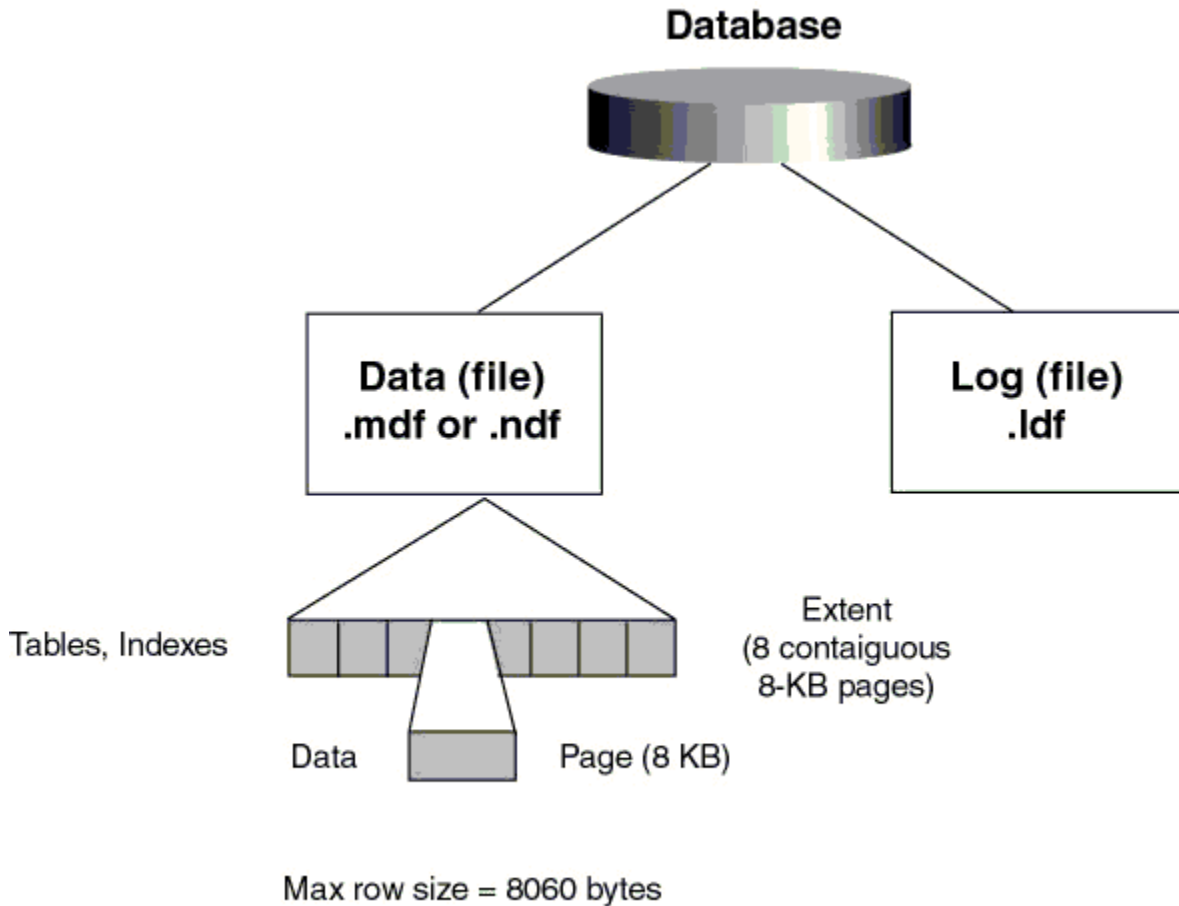 Database
Data (file)
.mdf or .ndf
Log (file)
.ldf
Tables, Indexes
Extent
(8 contaiguous
8-KB pages)
Data
Page (8 KB)
Max row size = 8060 bytes